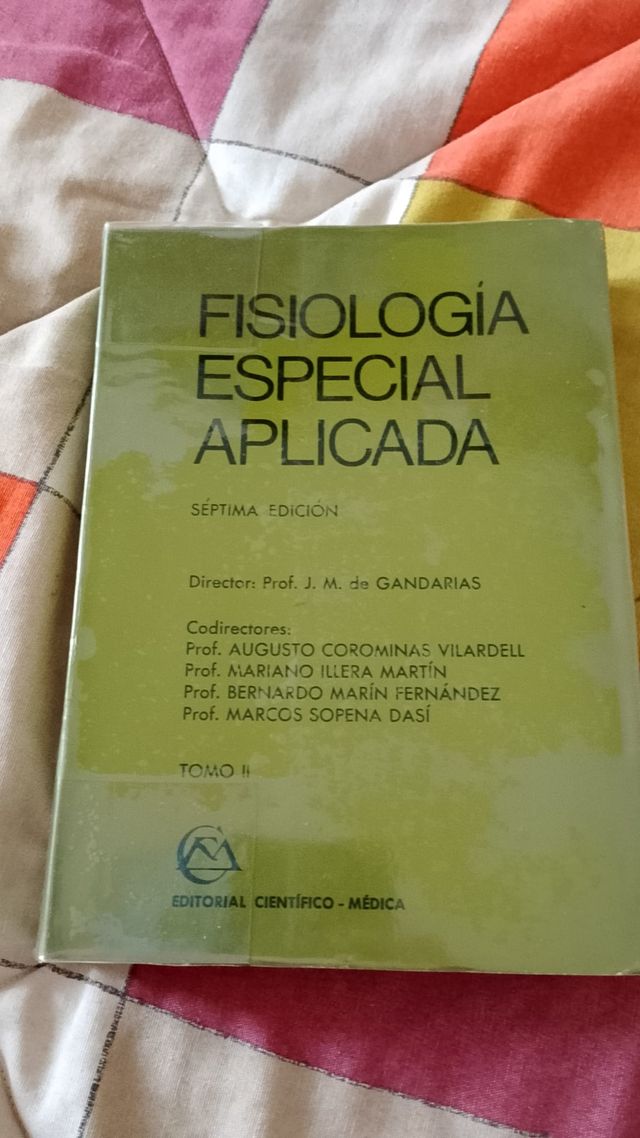 FISIOLOGÍA
ESPECIAL
APLICADA
SÉPTIMA EDICIÓN
Director: Prof. J. M. de GANDARIAS
Codirectores:
Prof. AUGUSTO COROMINAS VILARDELL
Prof. MARIANO ILLERA MARTÍN
Prof. BERNARDO MARÍN FERNÁNDEZ
Prof. MARCOS SOPENA DASÍ
TOMO II
EDITORIAL CIENTÍFICO - MÉDICA